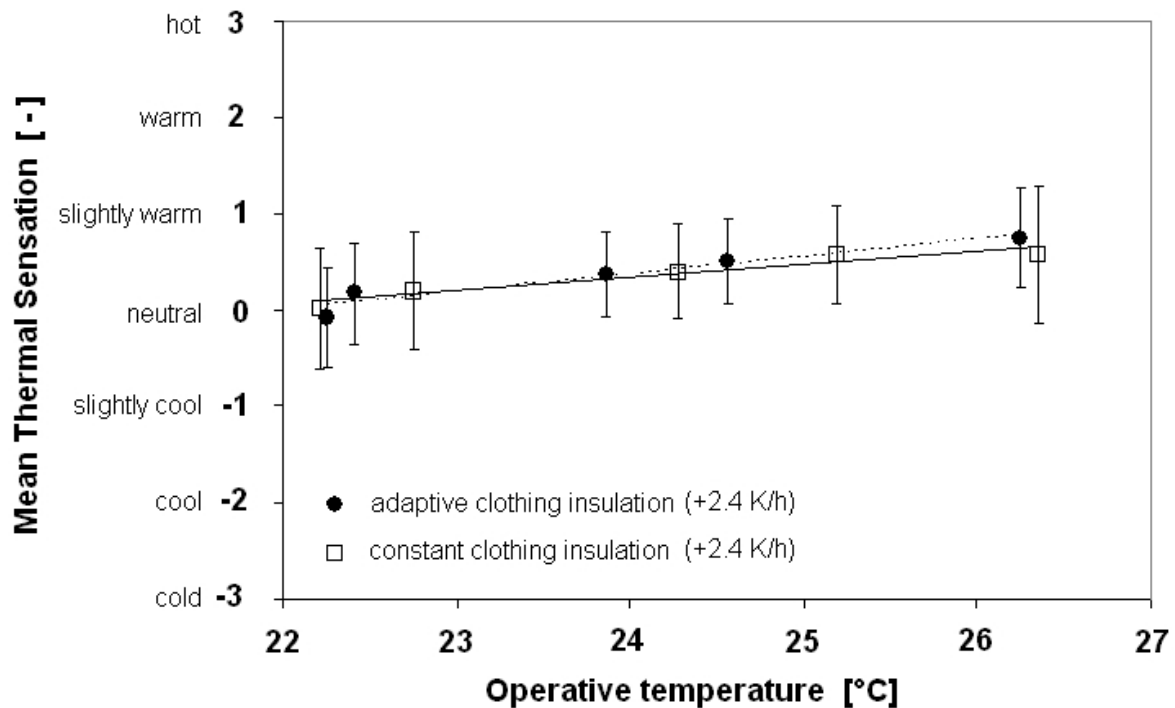 Mean Thermal Sensation [-]
hot 3
warm 2
slightly warm 1
neutral 0
slightly cool -1
cool -2
cold -3
adaptive clothing insulation (+2.4 K/h)
constant clothing insulation (+2.4 K/h)
22 23 24 25 26 27
Operative temperature [°C]